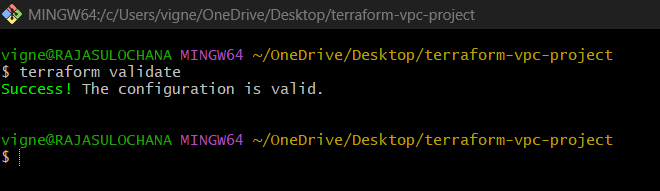 MINGW64:/c/Users/vigne/OneDrive/Desktop/terraform-vpc-project
vigne@RAJASULOCHANA MINGW64 ~/OneDrive/Desktop/terraform-vpc-project
$ terraform validate
Success! The configuration is valid.
vigne@RAJASULOCHANA MINGW64 ~/OneDrive/Desktop/terraform-vpc-project
$